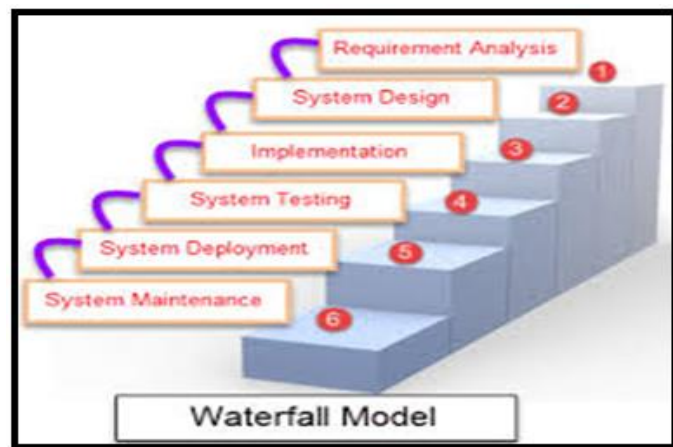 Requirement Analysis
1
System Design
2
Implementation
3
System Testing
4
System Deployment
5
System Maintenance
6
Waterfall Model